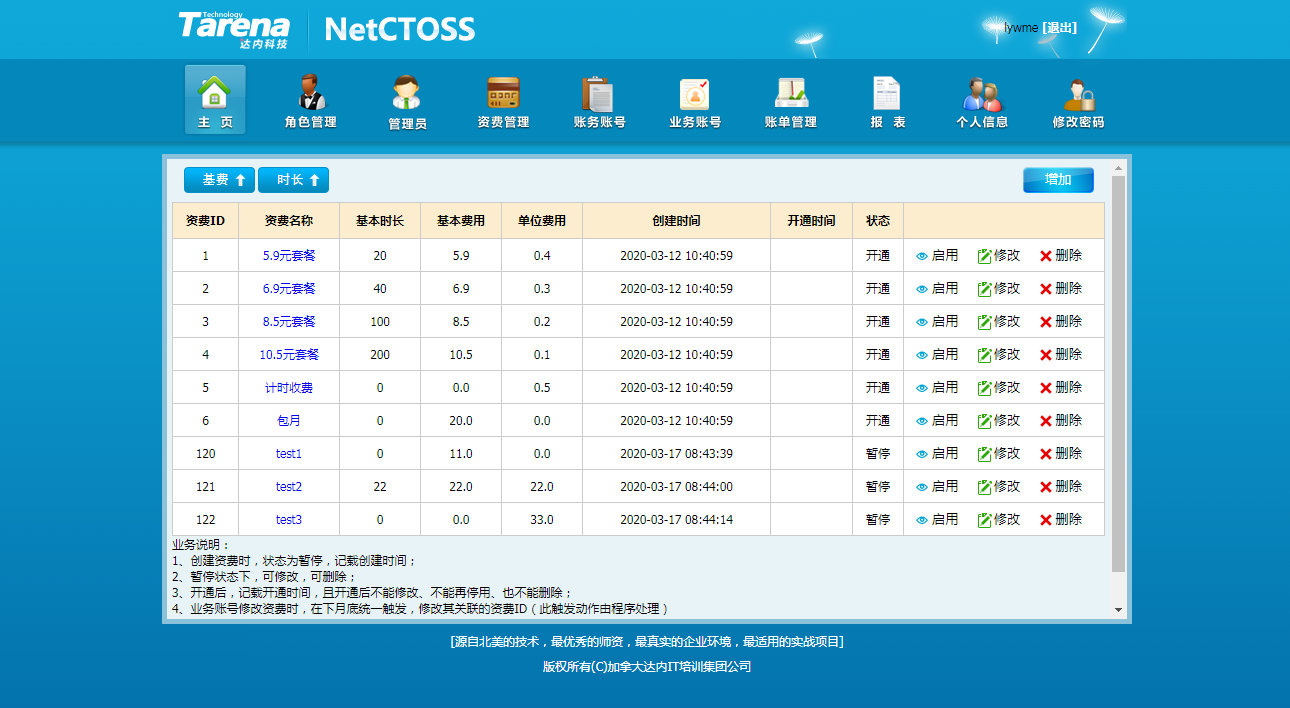 Technology
Tarena
达内科技
NetCTOSS
lywme [退出]
主 页 角色管理 管理员 资费管理 账务账号 业务账号 账单管理 报 表 个人信息 修改密码
基费 时长 增加
资费ID 资费名称 基本时长 基本费用 单位费用 创建时间 开通时间 状态
1 5.9元套餐 20 5.9 0.4 2020-03-12 10:40:59 开通 启用 修改 删除
2 6.9元套餐 40 6.9 0.3 2020-03-12 10:40:59 开通 启用 修改 删除
3 8.5元套餐 100 8.5 0.2 2020-03-12 10:40:59 开通 启用 修改 删除
4 10.5元套餐 200 10.5 0.1 2020-03-12 10:40:59 开通 启用 修改 删除
5 计时收费 0 0.0 0.5 2020-03-12 10:40:59 开通 启用 修改 删除
6 包月 0 20.0 0.0 2020-03-12 10:40:59 开通 启用 修改 删除
120 test1 0 11.0 0.0 2020-03-17 08:43:39 暂停 启用 修改 删除
121 test2 22 22.0 22.0 2020-03-17 08:44:00 暂停 启用 修改 删除
122 test3 0 0.0 33.0 2020-03-17 08:44:14 暂停 启用 修改 删除
业务说明：
1、创建资费时，状态为暂停，记载创建时间；
2、暂停状态下，可修改，可删除；
3、开通后，记载开通时间，且开通后不能修改、不能再停用、也不能删除；
4、业务账号修改资费时，在下月底统一触发，修改其关联的资费ID（此触发动作由程序处理）
[源自北美的技术，最优秀的师资，最真实的企业环境，最适用的实战项目]
版权所有(C)加拿大达内IT培训集团公司